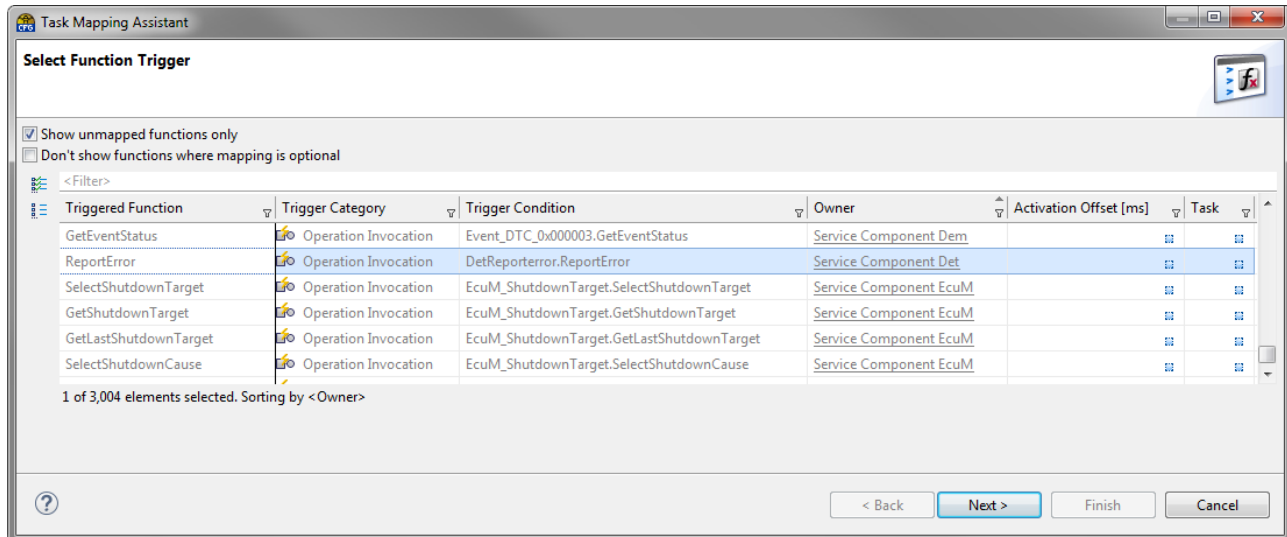 Task Mapping Assistant
Select Function Trigger
Show unmapped functions only
Don't show functions where mapping is optional
<Filter>
Triggered Function Trigger Category Trigger Condition Owner Activation Offset [ms] Task
GetEventStatus Operation Invocation Event_DTC_0x000003.GetEventStatus Service Component Dem
ReportError Operation Invocation DetReporterror.ReportError Service Component Det
SelectShutdownTarget Operation Invocation EcuM_ShutdownTarget.SelectShutdownTarget Service Component EcuM
GetShutdownTarget Operation Invocation EcuM_ShutdownTarget.GetShutdownTarget Service Component EcuM
GetLastShutdownTarget Operation Invocation EcuM_ShutdownTarget.GetLastShutdownTarget Service Component EcuM
SelectShutdownCause Operation Invocation EcuM_ShutdownTarget.SelectShutdownCause Service Component EcuM
1 of 3,004 elements selected. Sorting by <Owner>
< Back Next > Finish Cancel